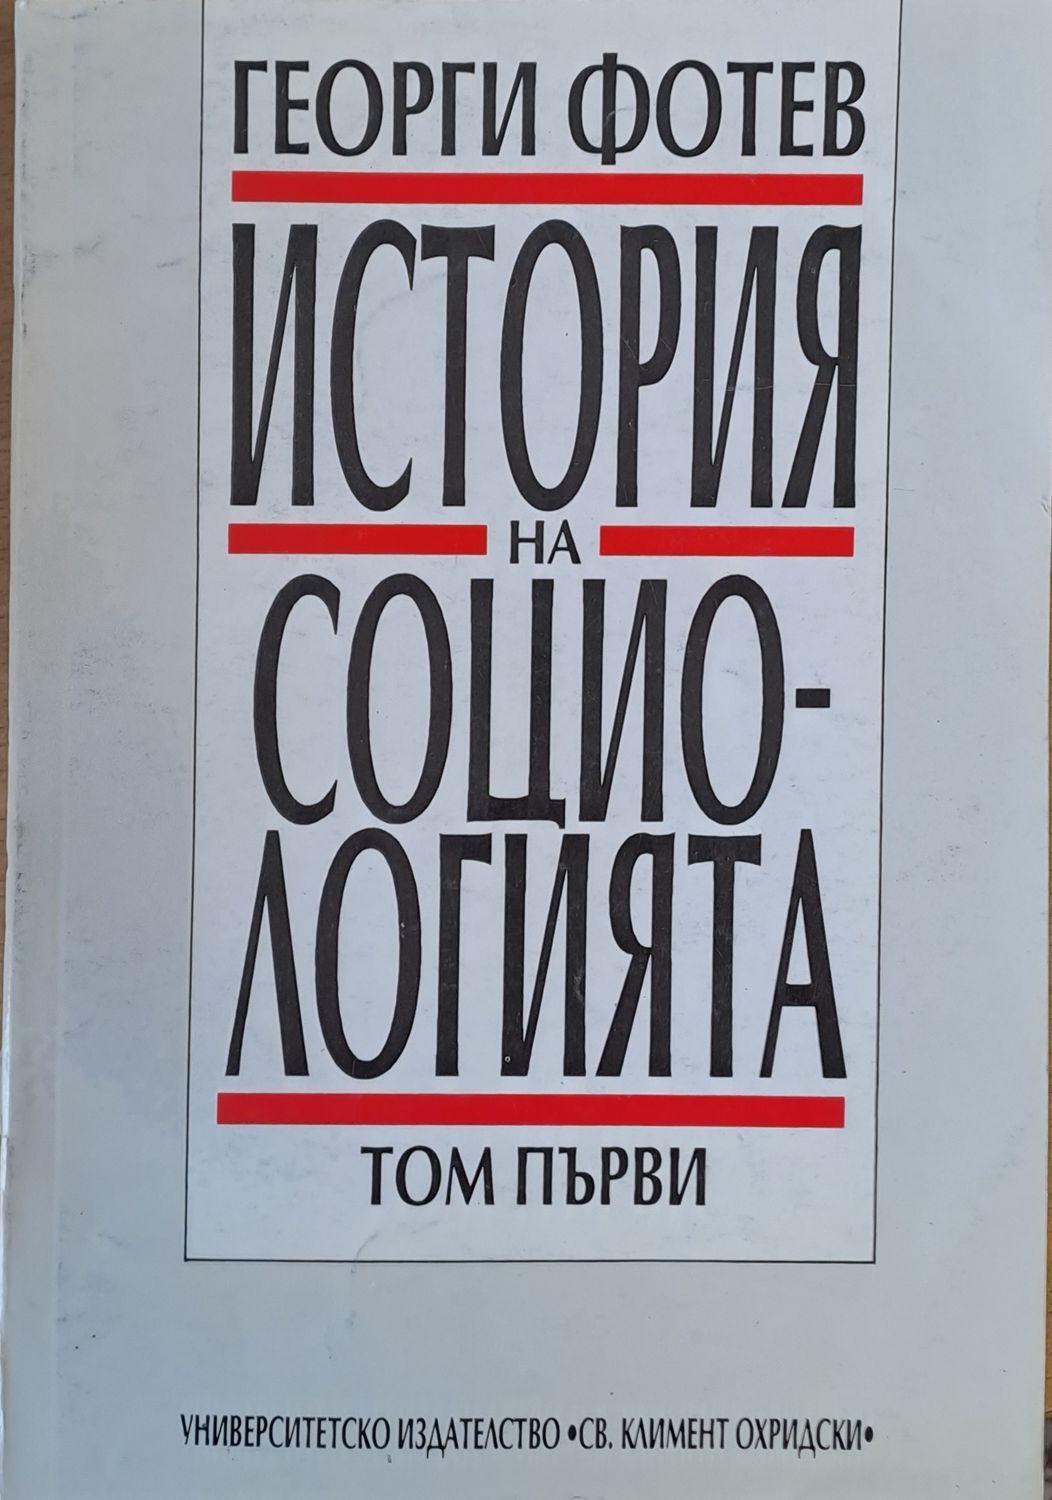 ГЕОРГИ ФОТЕВ
ИСТОРИЯ
НА
СОЦИО-
ЛОГИЯТА
ТОМ ПЪРВИ
УНИВЕРСИТЕТСКО ИЗДАТЕЛСТВО •СВ. КЛИМЕНТ ОХРИДСКИ•